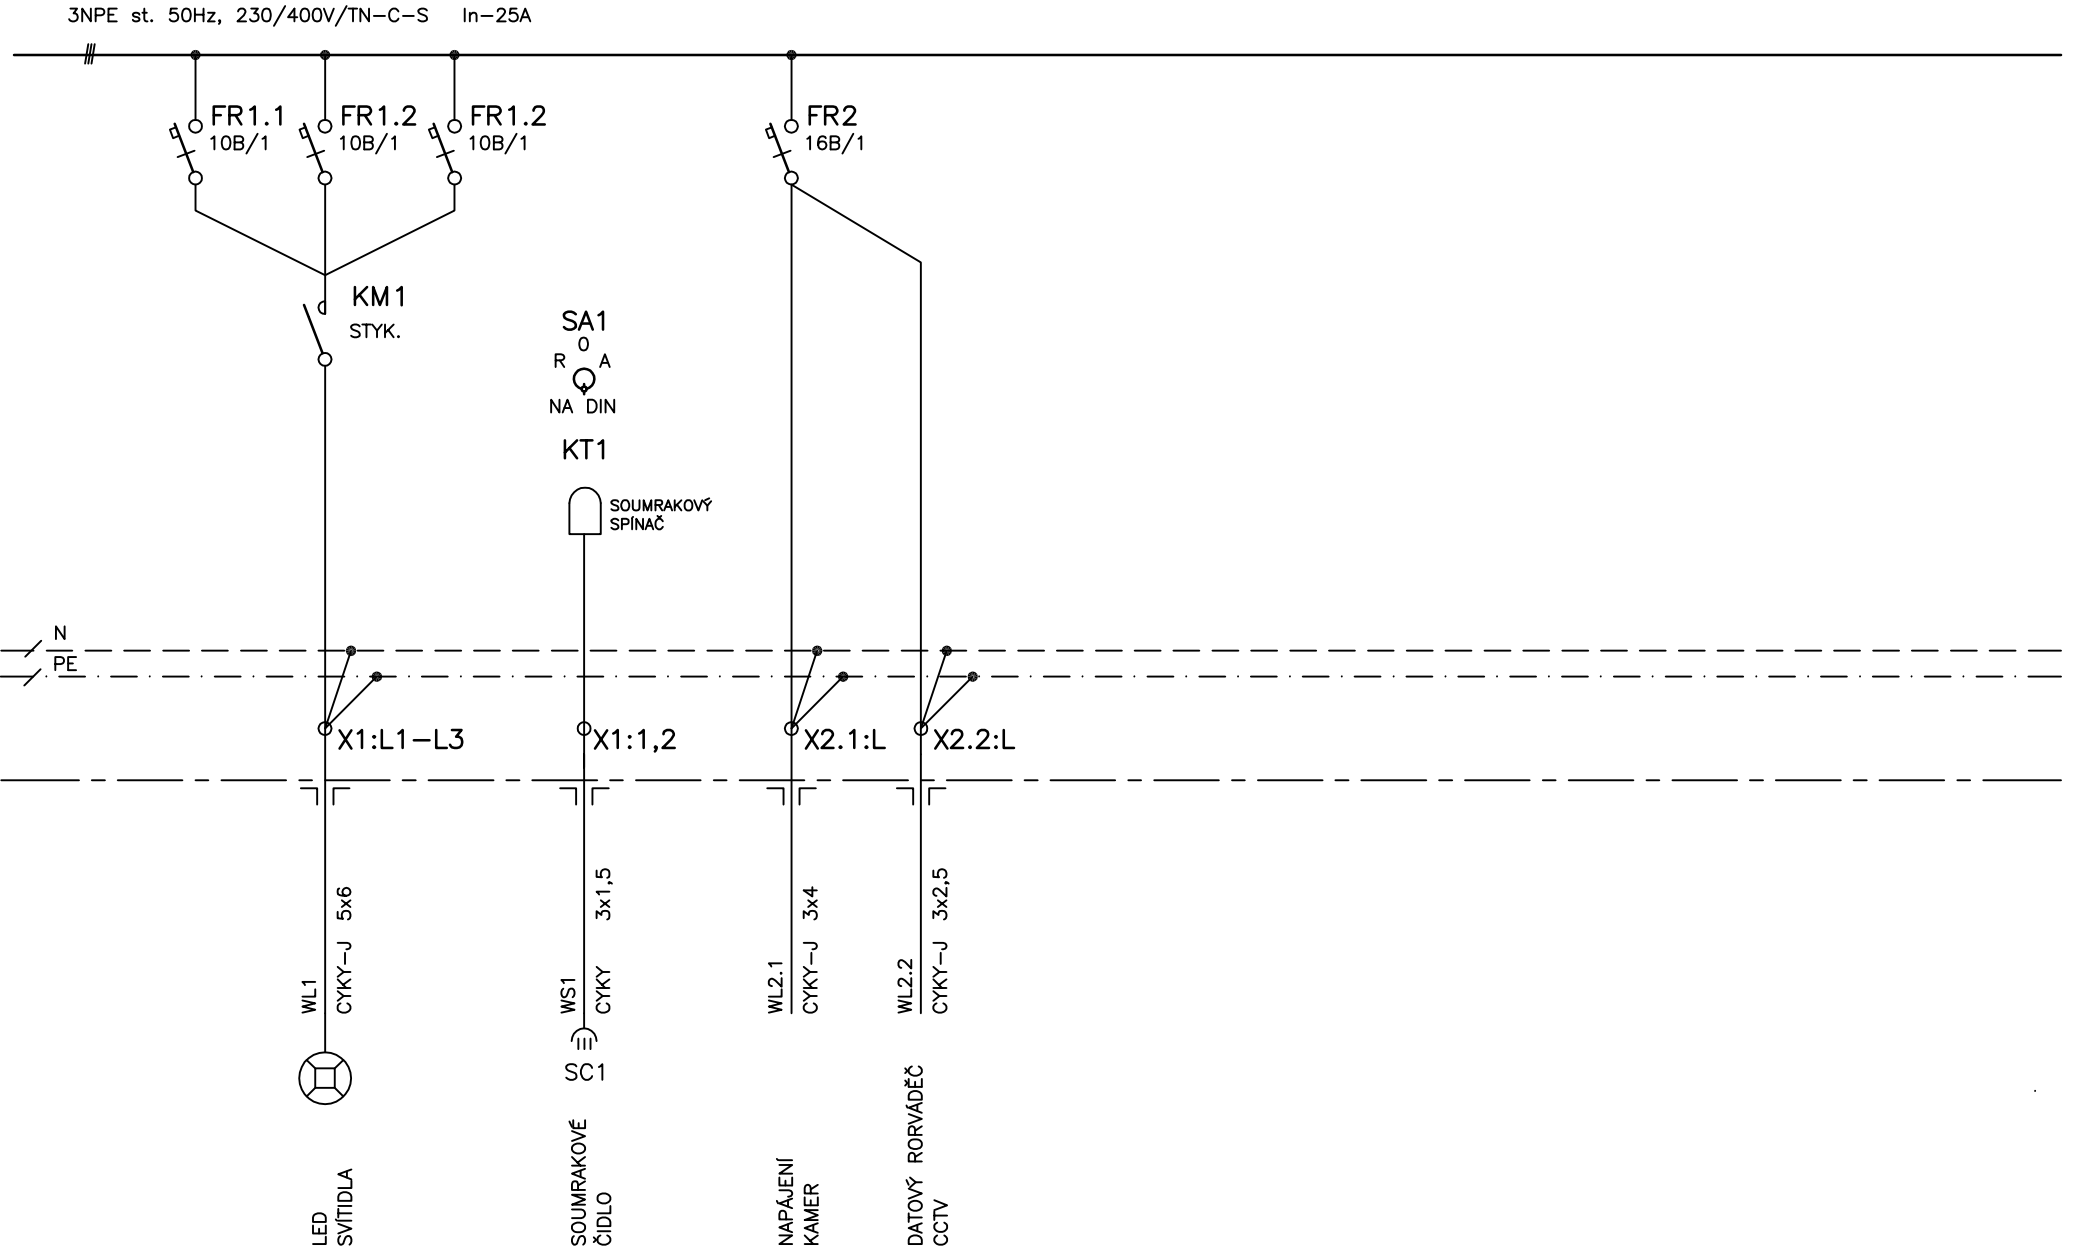 3NPE st. 50Hz, 230/400V/TN-C-S In-25A
FR1.1
10B/1
FR1.2
10B/1
FR1.2
10B/1
FR2
16B/1
KM1
STYK.
SA1
0
R A
NA DIN
KT1
SOUMRAKOVÝ
SPÍNAČ
N
PE
X1:L1-L3
X1:1,2
X2.1:L
X2.2:L
WL1
CYKY-J 5x6
WS1
CYKY 3x1,5
WL2.1
CYKY-J 3x4
WL2.2
CYKY-J 3x2,5
SC1
LED
SVÍTIDLA
SOUMRAKOVÉ
ČIDLO
NAPÁJENÍ
KAMER
DATOVÝ RORVÁDĚČ
CCTV